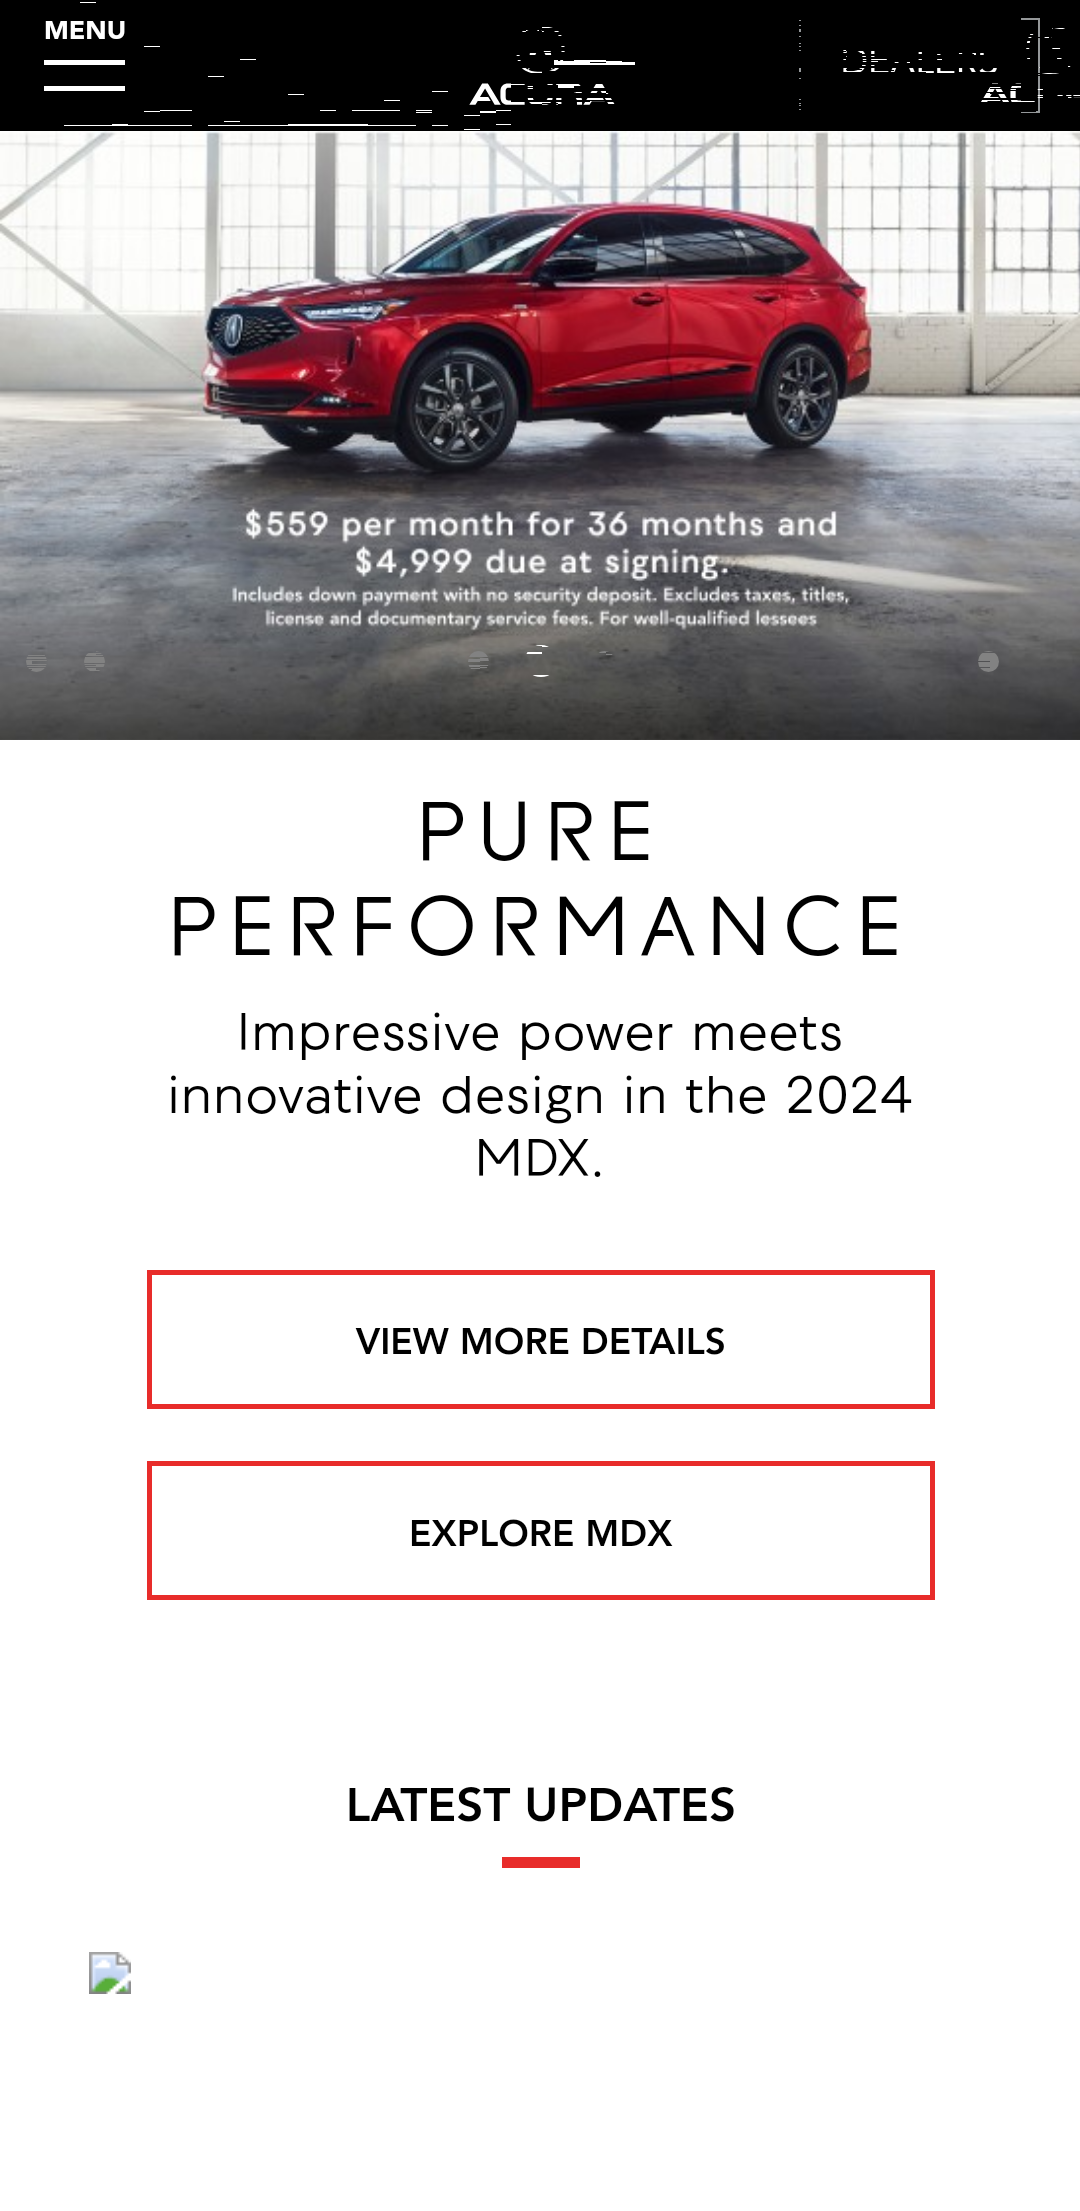 MENU
ACURA
DEALERS
$559 per month for 36 months and
$4,999 due at signing.
Includes down payment with no security deposit. Excludes taxes, titles,
license and documentary service fees. For well-qualified lessees
PURE
PERFORMANCE
Impressive power meets
innovative design in the 2024
MDX.
VIEW MORE DETAILS
EXPLORE MDX
LATEST UPDATES